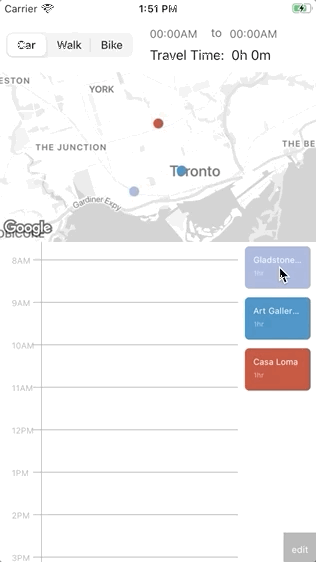 Carrier 1:51 PM
Car Walk Bike
00:00AM to 00:00AM
Travel Time: 0h 0m
ESTON
YORK
THE JUNCTION
THE BE
Toronto
Gardiner Expy
Google
8AM
Gladstone...
1hr
9AM
Art Galler...
1hr
10AM
Casa Loma
1hr
11AM
12PM
1PM
2PM
edit
3PM